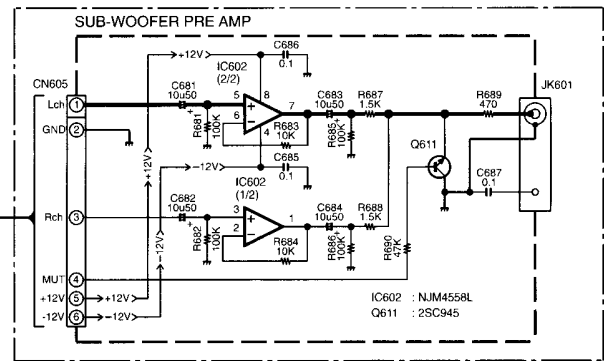 SUB-WOOFER PRE AMP
+12V
C686
0.1
IC602
(2/2)
CN605
C681
10u50
C683
10u50
R687
1.5K
R689
470
JK601
Lch
1
5
8
7
6
4
+
+
−
+
GND
2
R681
100K
R683
10K
R685
100K
Q611
+12V
−12V
−12V
C685
0.1
IC602
(1/2)
C687
0.1
C682
10u50
C684
10u50
R688
1.5K
Rch
3
3
2
1
+
+
−
+
R682
100K
R684
10K
R686
100K
R690
47K
MUT
4
+12V
5
+12V
-12V
6
−12V
IC602 : NJM4558L
Q611 : 2SC945